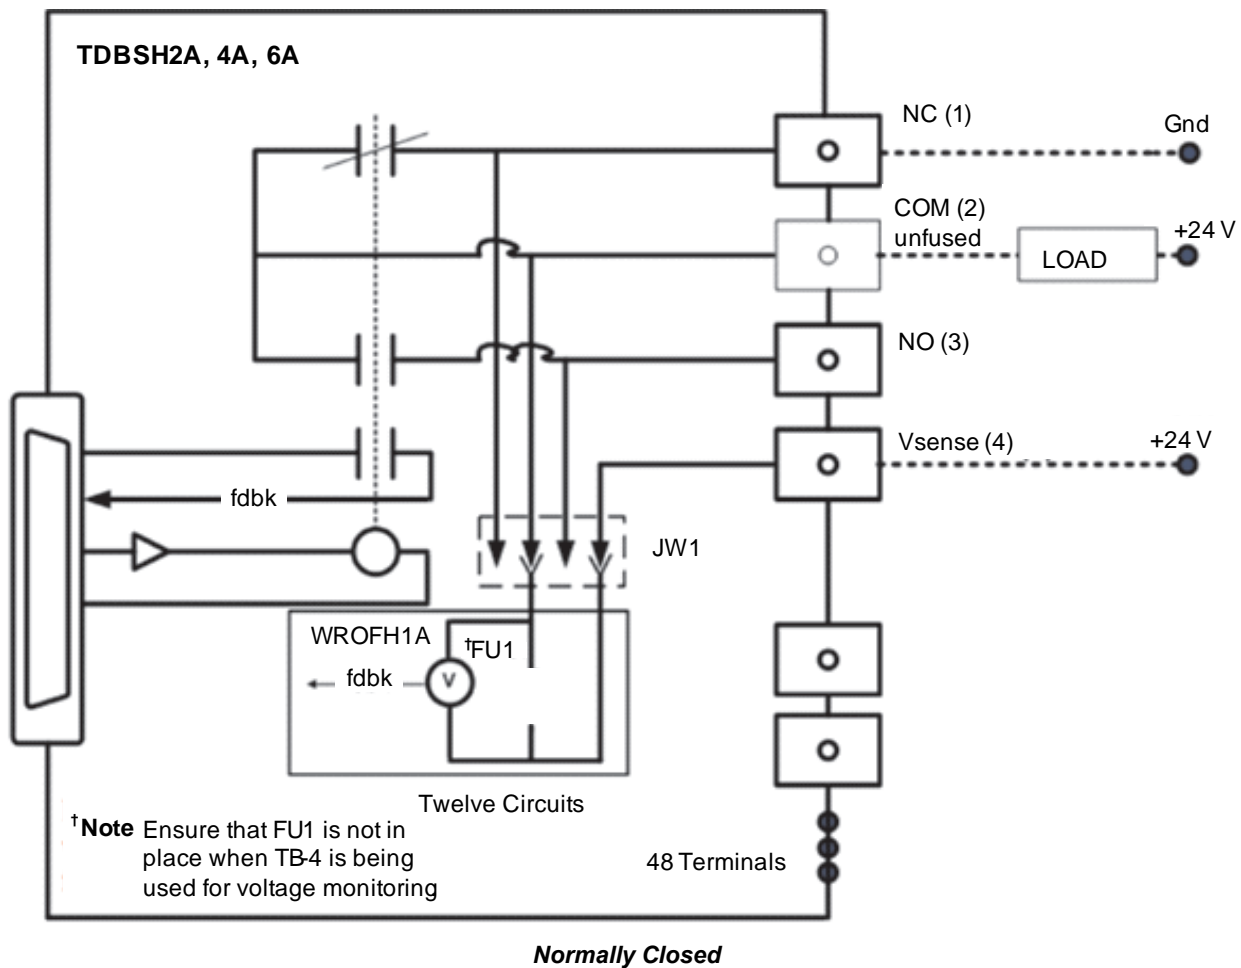 TDBSH2A, 4A, 6A
NC (1)
Gnd
COM (2)
unfused
+24 V
LOAD
NO (3)
Vsense (4)
+24 V
fdbk
JW1
WROFH1A
†FU1
fdbk
V
Twelve Circuits
†Note Ensure that FU1 is not in
place when TB-4 is being
used for voltage monitoring
48 Terminals
Normally Closed